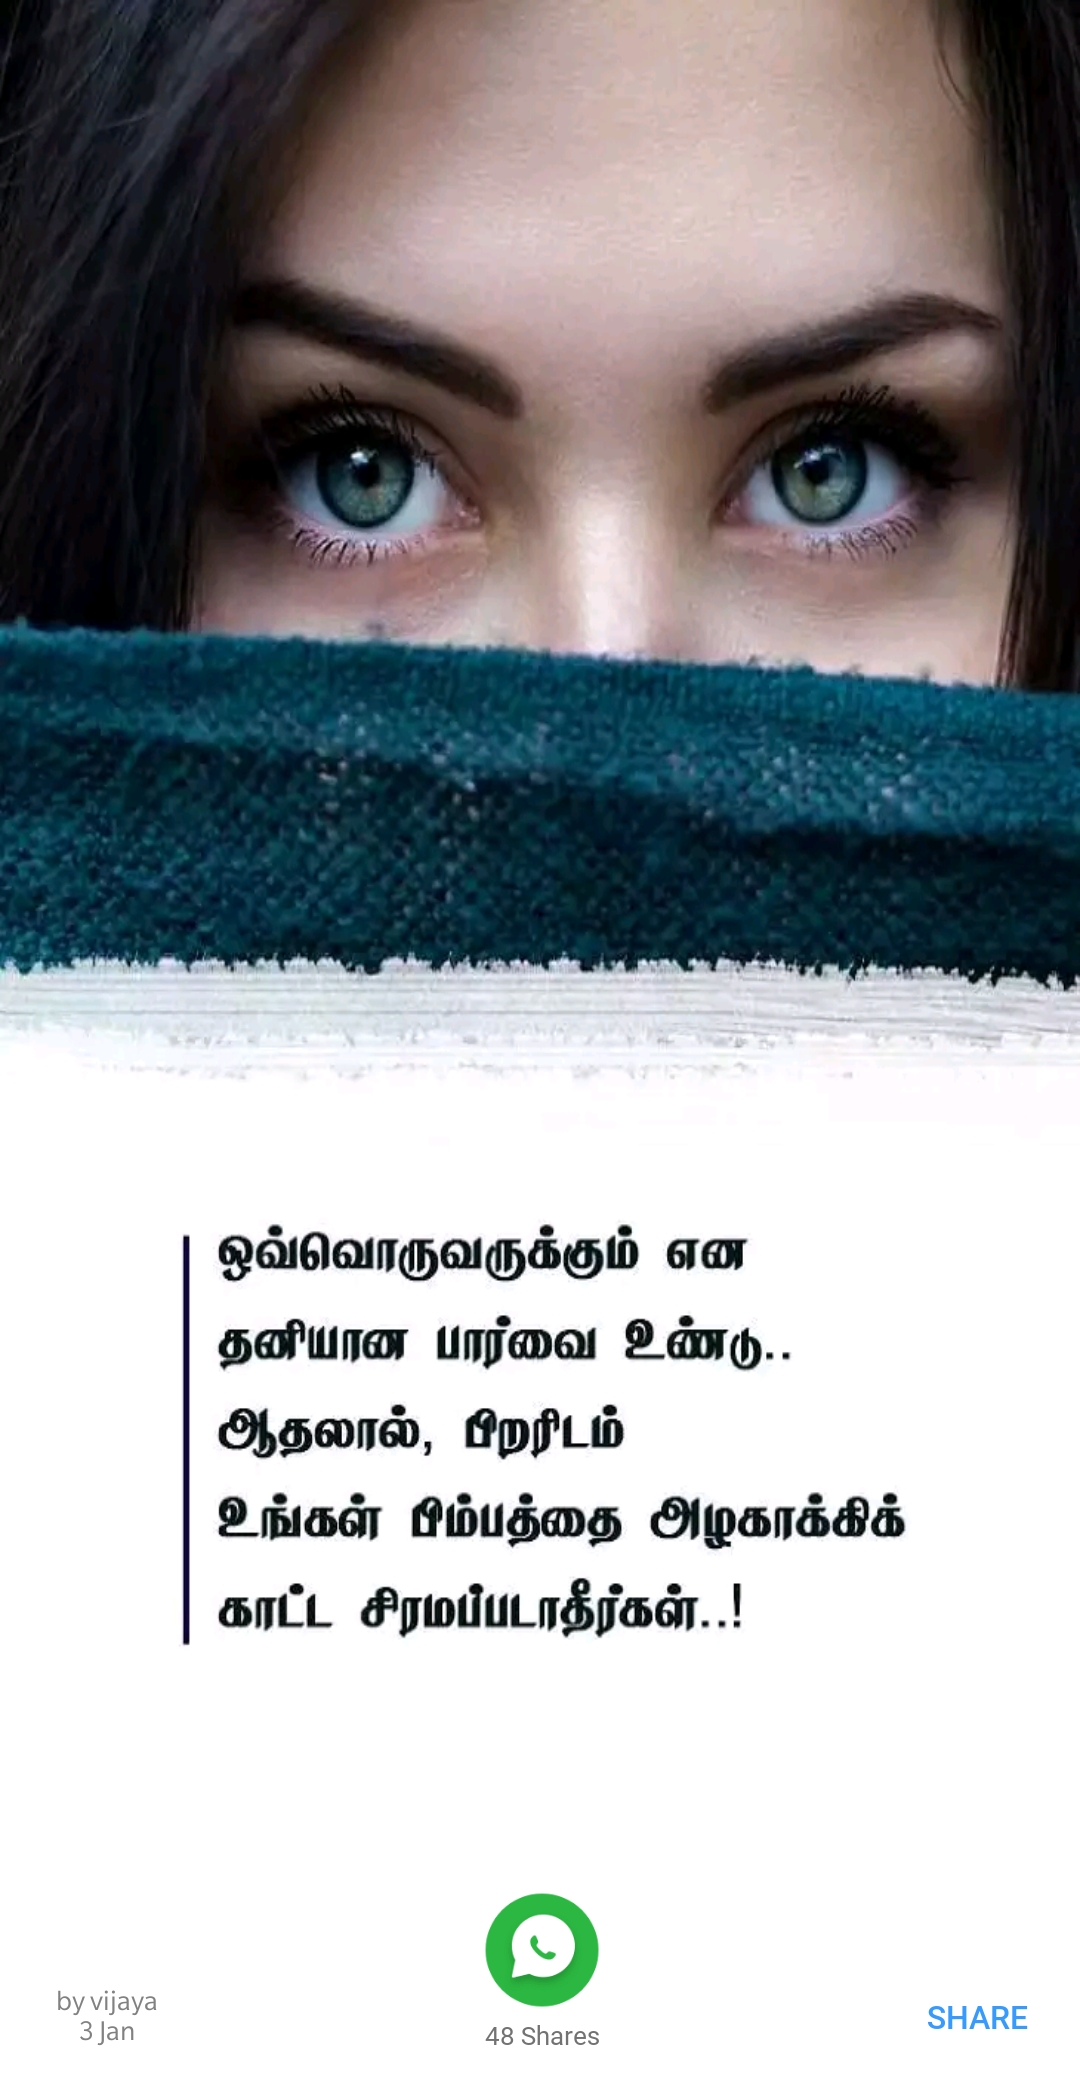 ஒவ்வொருவருக்கும் என
தனியான பார்வை உண்டு..
ஆதலால், பிறரிடம்
உங்கள் பிம்பத்தை அழகாக்கிக்
காட்ட சிரமப்படாதீர்கள்..!
by vijaya
3 Jan
48 Shares
SHARE